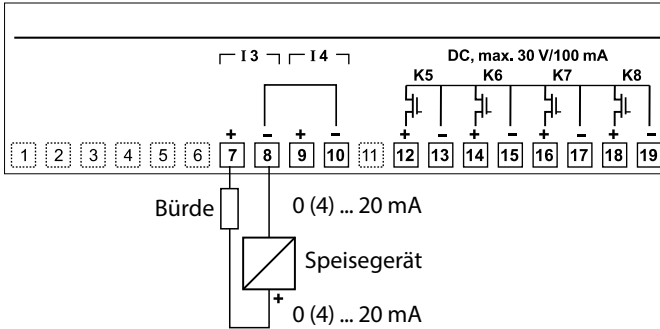 I 3 I 4 DC, max. 30 V/100 mA
K5 K6 K7 K8
+ – + – + – + – + – + –
1 2 3 4 5 6 7 8 9 10 11 12 13 14 15 16 17 18 19
Bürde 0 (4) ... 20 mA
Speisegerät
+
0 (4) ... 20 mA